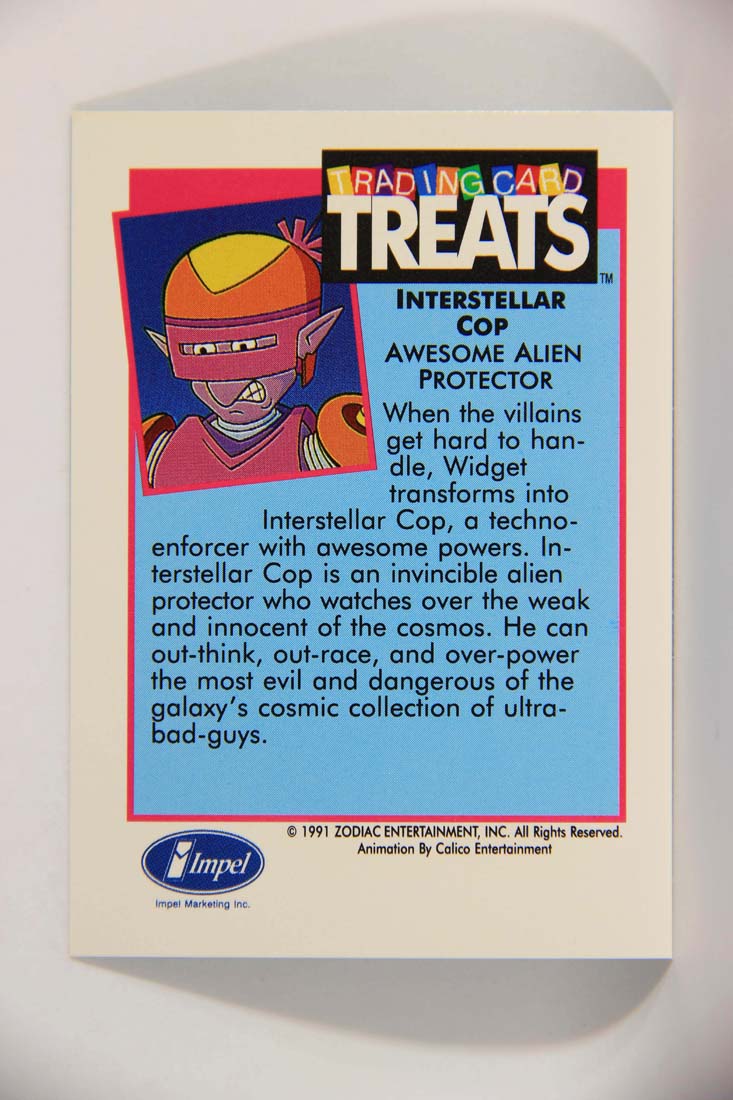 TRADING CARD
TREATS
TM
INTERSTELLAR
COP
AWESOME ALIEN
PROTECTOR
When the villains
get hard to han-
dle, Widget
transforms into
Interstellar Cop, a techno-
enforcer with awesome powers. In-
terstellar Cop is an invincible alien
protector who watches over the weak
and innocent of the cosmos. He can
out-think, out-race, and over-power
the most evil and dangerous of the
galaxy's cosmic collection of ultra-
bad-guys.
© 1991 ZODIAC ENTERTAINMENT, INC. All Rights Reserved.
Animation By Calico Entertainment
Impel
Impel Marketing Inc.